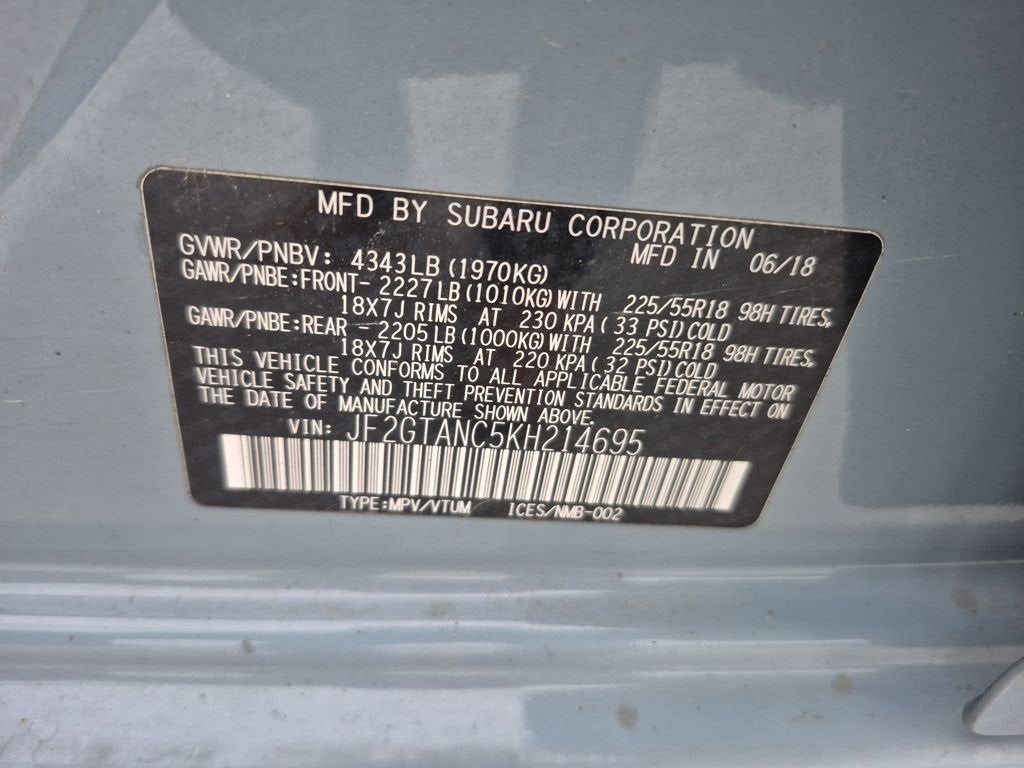 MFD BY SUBARU CORPORATION
GVWR/PNBV: 4343LB(1970KG) MFD IN 06/18
GAWR/PNBE:FRONT- 2227LB(1010KG)WITH 225/55R18 98H TIRES,
18X7J RIMS AT 230 KPA( 33 PSI)COLD
GAWR/PNBE:REAR - 2205LB(1000KG)WITH 225/55R18 98H TIRES,
18X7J RIMS AT 220 KPA( 32 PSI)COLD
THIS VEHICLE CONFORMS TO ALL APPLICABLE FEDERAL MOTOR
VEHICLE SAFETY AND THEFT PREVENTION STANDARDS IN EFFECT ON
THE DATE OF MANUFACTURE SHOWN ABOVE.
VIN: JF2GTANC5KH214695
TYPE:MPV/VTUM ICES/NMB-002